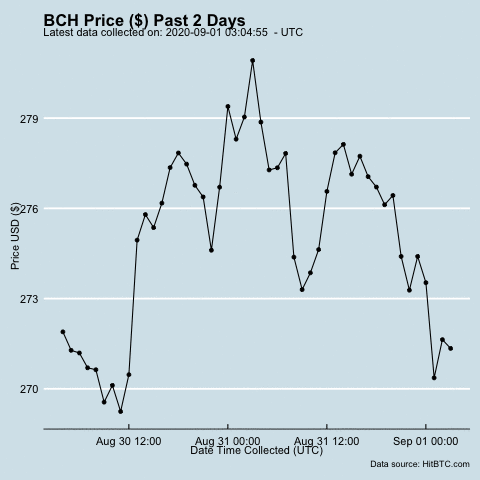 BCH Price ($) Past 2 Days
Latest data collected on: 2020-09-01 03:04:55 - UTC
279
276
273
270
Price USD ($)
Aug 30 12:00
Aug 31 00:00
Aug 31 12:00
Sep 01 00:00
Date Time Collected (UTC)
Data source: HitBTC.com